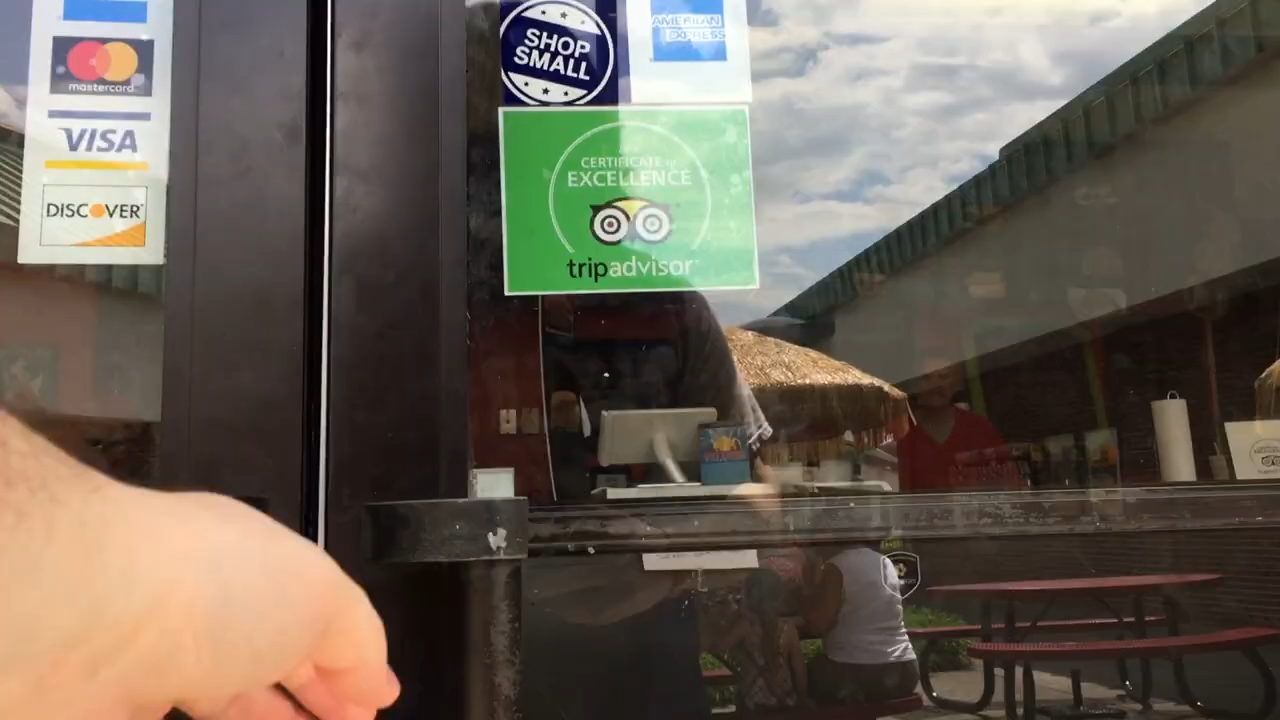 mastercard
VISA
DISCOVER
SHOP
SMALL
AMERICAN
EXPRESS
CERTIFICATE of
EXCELLENCE
tripadvisor